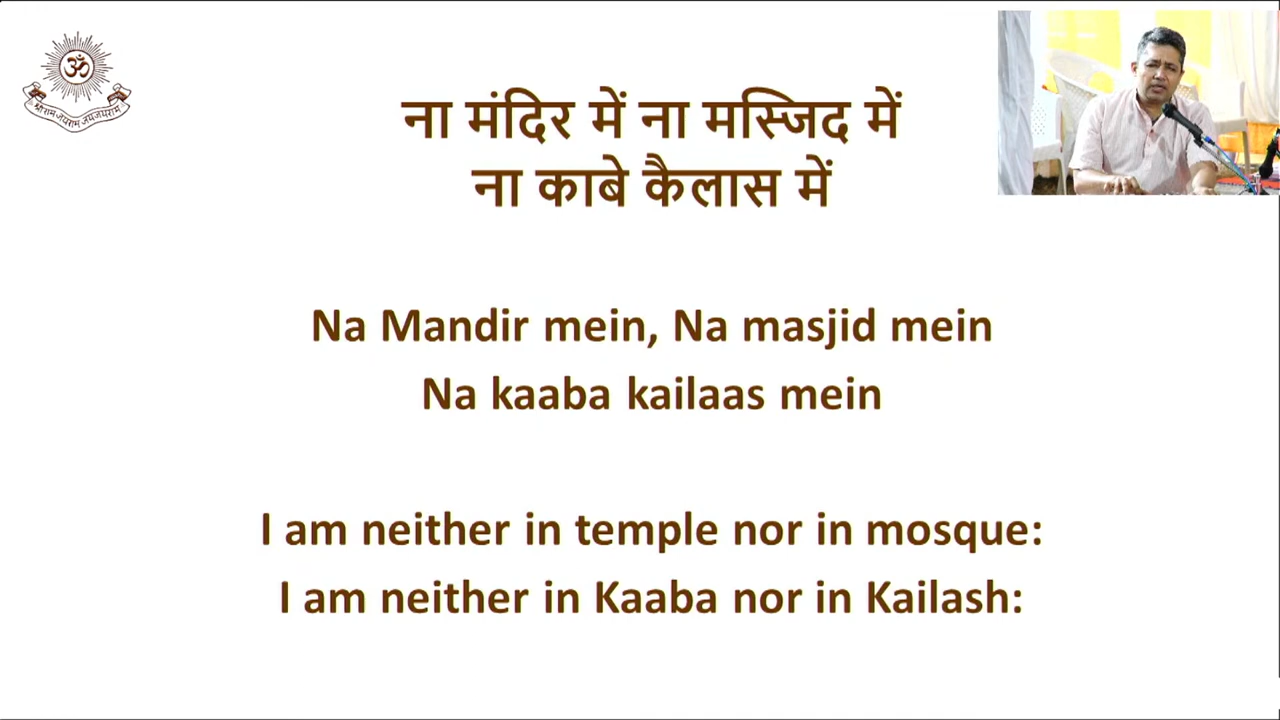 ॐ
ना मंदिर में ना मस्जिद में
ना काबे कैलास में
Na Mandir mein, Na masjid mein
Na kaaba kailaas mein
I am neither in temple nor in mosque:
I am neither in Kaaba nor in Kailash: